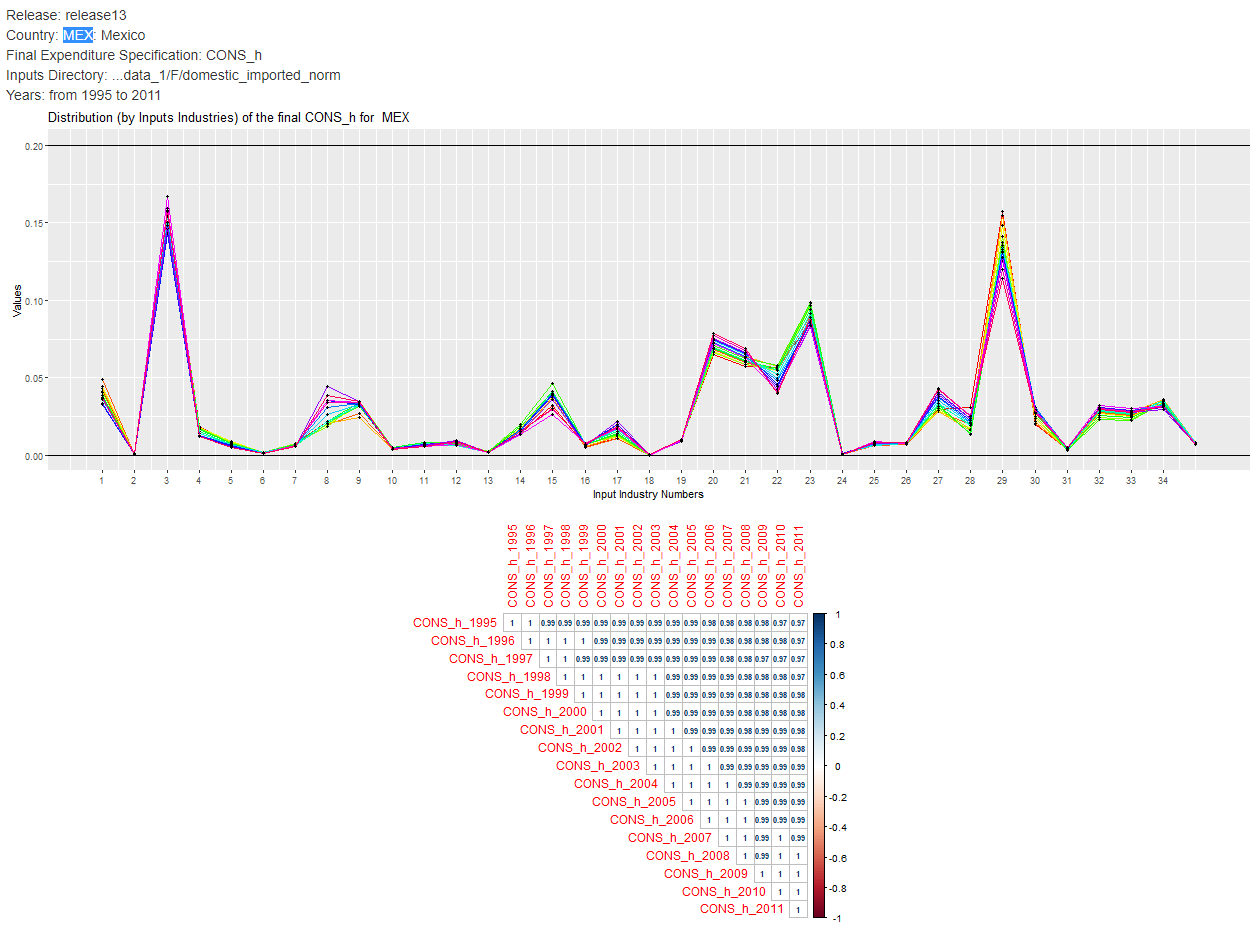 Release: release13
Country: MEX: Mexico
Final Expenditure Specification: CONS_h
Inputs Directory: ...data_1/F/domestic_imported_norm
Years: from 1995 to 2011
Distribution (by Inputs Industries) of the final CONS_h for MEX
Values
0.20
0.15
0.10
0.05
0.00
1 2 3 4 5 6 7 8 9 10 11 12 13 14 15 16 17 18 19 20 21 22 23 24 25 26 27 28 29 30 31 32 33 34
Input Industry Numbers
CONS_h_1995 CONS_h_1996 CONS_h_1997 CONS_h_1998 CONS_h_1999 CONS_h_2000 CONS_h_2001 CONS_h_2002 CONS_h_2003 CONS_h_2004 CONS_h_2005 CONS_h_2006 CONS_h_2007 CONS_h_2008 CONS_h_2009 CONS_h_2010 CONS_h_2011
CONS_h_1995 1 1 0.99 0.99 0.99 0.99 0.99 0.99 0.99 0.99 0.99 0.98 0.98 0.98 0.98 0.97 0.97
CONS_h_1996 1 1 1 1 0.99 0.99 0.99 0.99 0.99 0.99 0.99 0.99 0.98 0.98 0.98 0.98
CONS_h_1997 1 1 0.99 0.99 0.99 0.99 0.99 0.99 0.99 0.99 0.98 0.98 0.97 0.97 0.97
CONS_h_1998 1 1 1 1 1 1 0.99 0.99 0.99 0.99 0.98 0.98 0.98 0.97
CONS_h_1999 1 1 1 1 1 0.99 0.99 0.99 0.99 0.98 0.98 0.98 0.98
CONS_h_2000 1 1 1 1 0.99 0.99 0.99 0.99 0.98 0.98 0.98 0.98
CONS_h_2001 1 1 1 1 0.99 0.99 0.99 0.98 0.99 0.99 0.98
CONS_h_2002 1 1 1 1 0.99 0.99 0.99 0.99 0.99 0.98
CONS_h_2003 1 1 1 1 0.99 0.99 0.99 0.99 0.99
CONS_h_2004 1 1 1 1 0.99 0.99 0.99 0.99
CONS_h_2005 1 1 1 1 0.99 0.99 0.99
CONS_h_2006 1 1 1 0.99 0.99 0.99
CONS_h_2007 1 1 0.99 1 0.99
CONS_h_2008 1 0.99 1 1
CONS_h_2009 1 1 1
CONS_h_2010 1 1
CONS_h_2011 1
1
0.8
0.6
0.4
0.2
0
-0.2
-0.4
-0.6
-0.8
-1